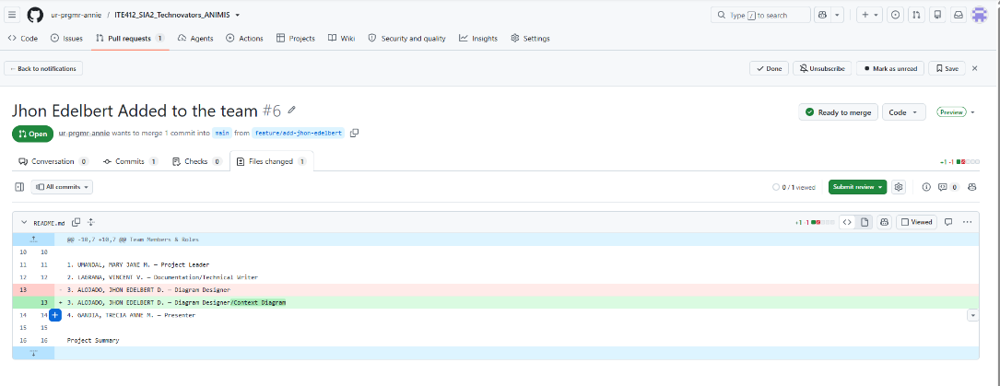 ur-prgmr-annie / ITE412_SIA2_Technovators_ANIMIS
Type / to search
Code Issues Pull requests 1 Agents Actions Projects Wiki Security and quality Insights Settings
← Back to notifications Done Unsubscribe Mark as unread Save
Jhon Edelbert Added to the team #6 Ready to merge Code Preview
Open ur-prgmr-annie wants to merge 1 commit into main from feature/add-jhon-edelbert
Conversation 0 Commits 1 Checks 0 Files changed 1 +1 -1
All commits 0 / 1 viewed Submit review 0
README.md +1 -1 Viewed
@@ -10,7 +10,7 @@ Team Members & Roles
10 10
11 11 1. UMANDAL, MARY JANE M. — Project Leader
12 12 2. LAGRANA, VINCENT V. — Documentation/Technical Writer
13 - 3. ALOJADO, JHON EDELBERT D. — Diagram Designer
13 + 3. ALOJADO, JHON EDELBERT D. — Diagram Designer/Context Diagram
14 14 4. GANDIA, TRECIA ANNE M. — Presenter
15 15
16 16 Project Summary